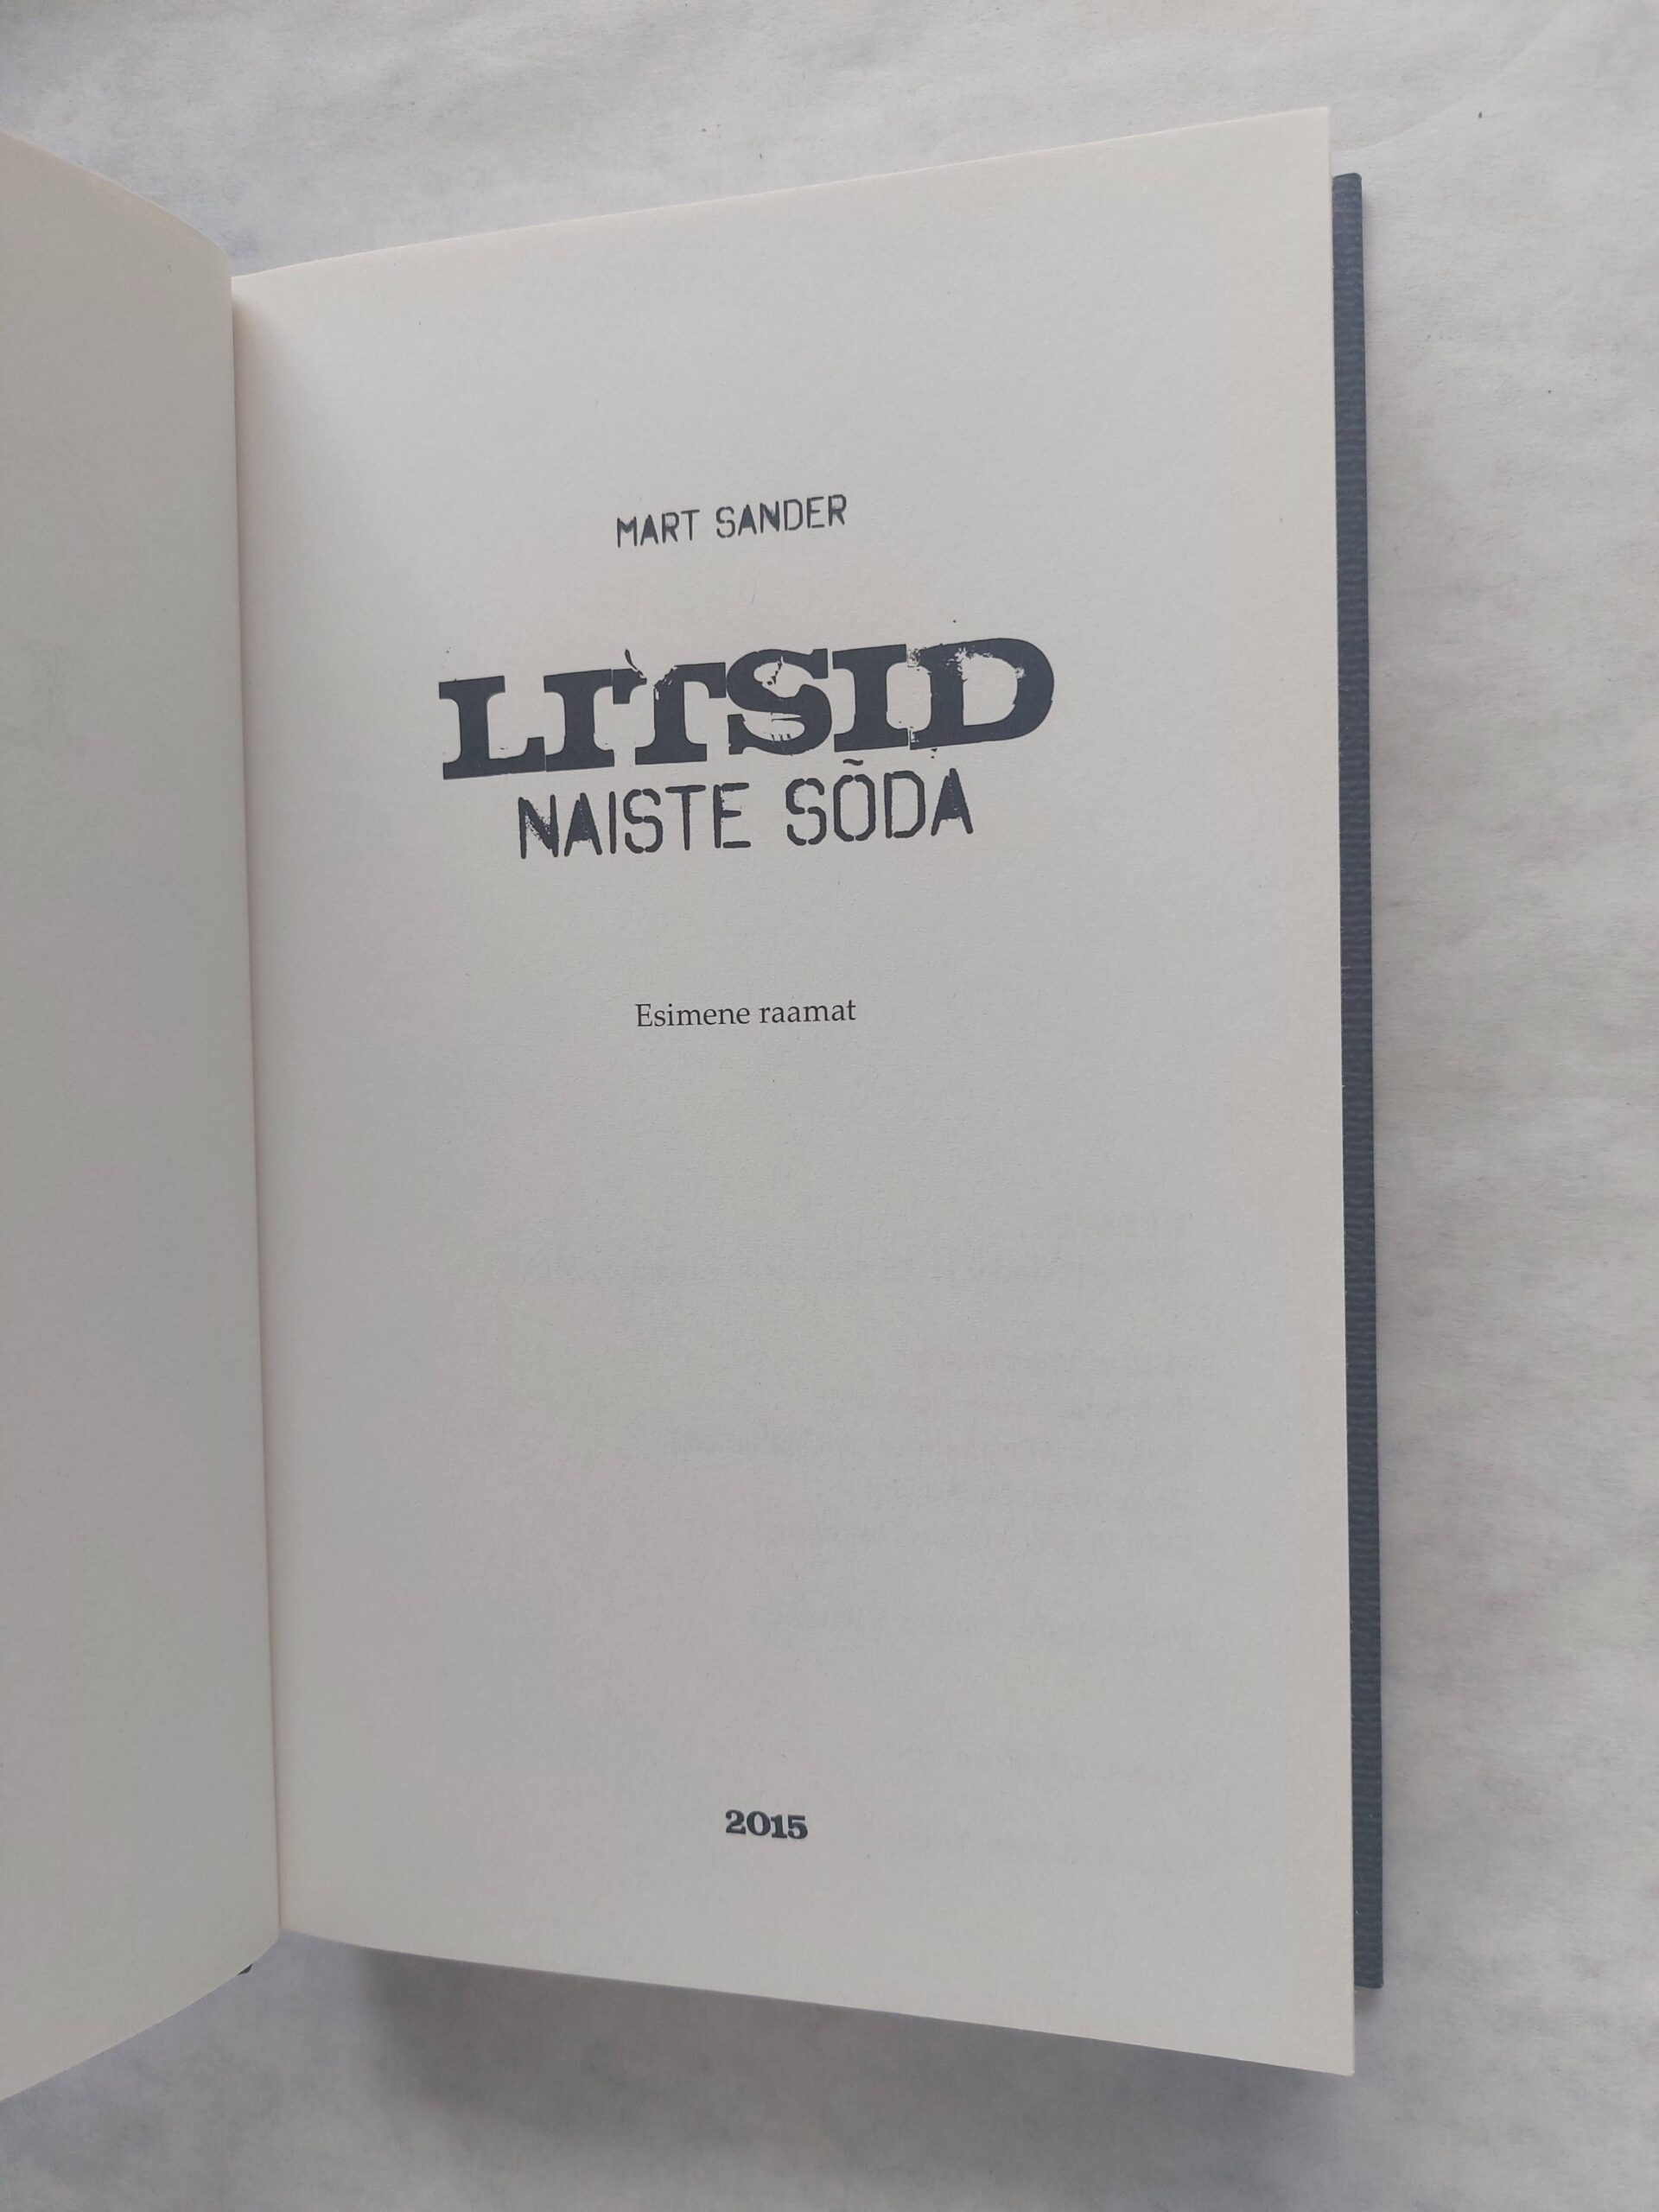 MART SANDER
LITSID
NAISTE SÕDA
Esimene raamat
2015